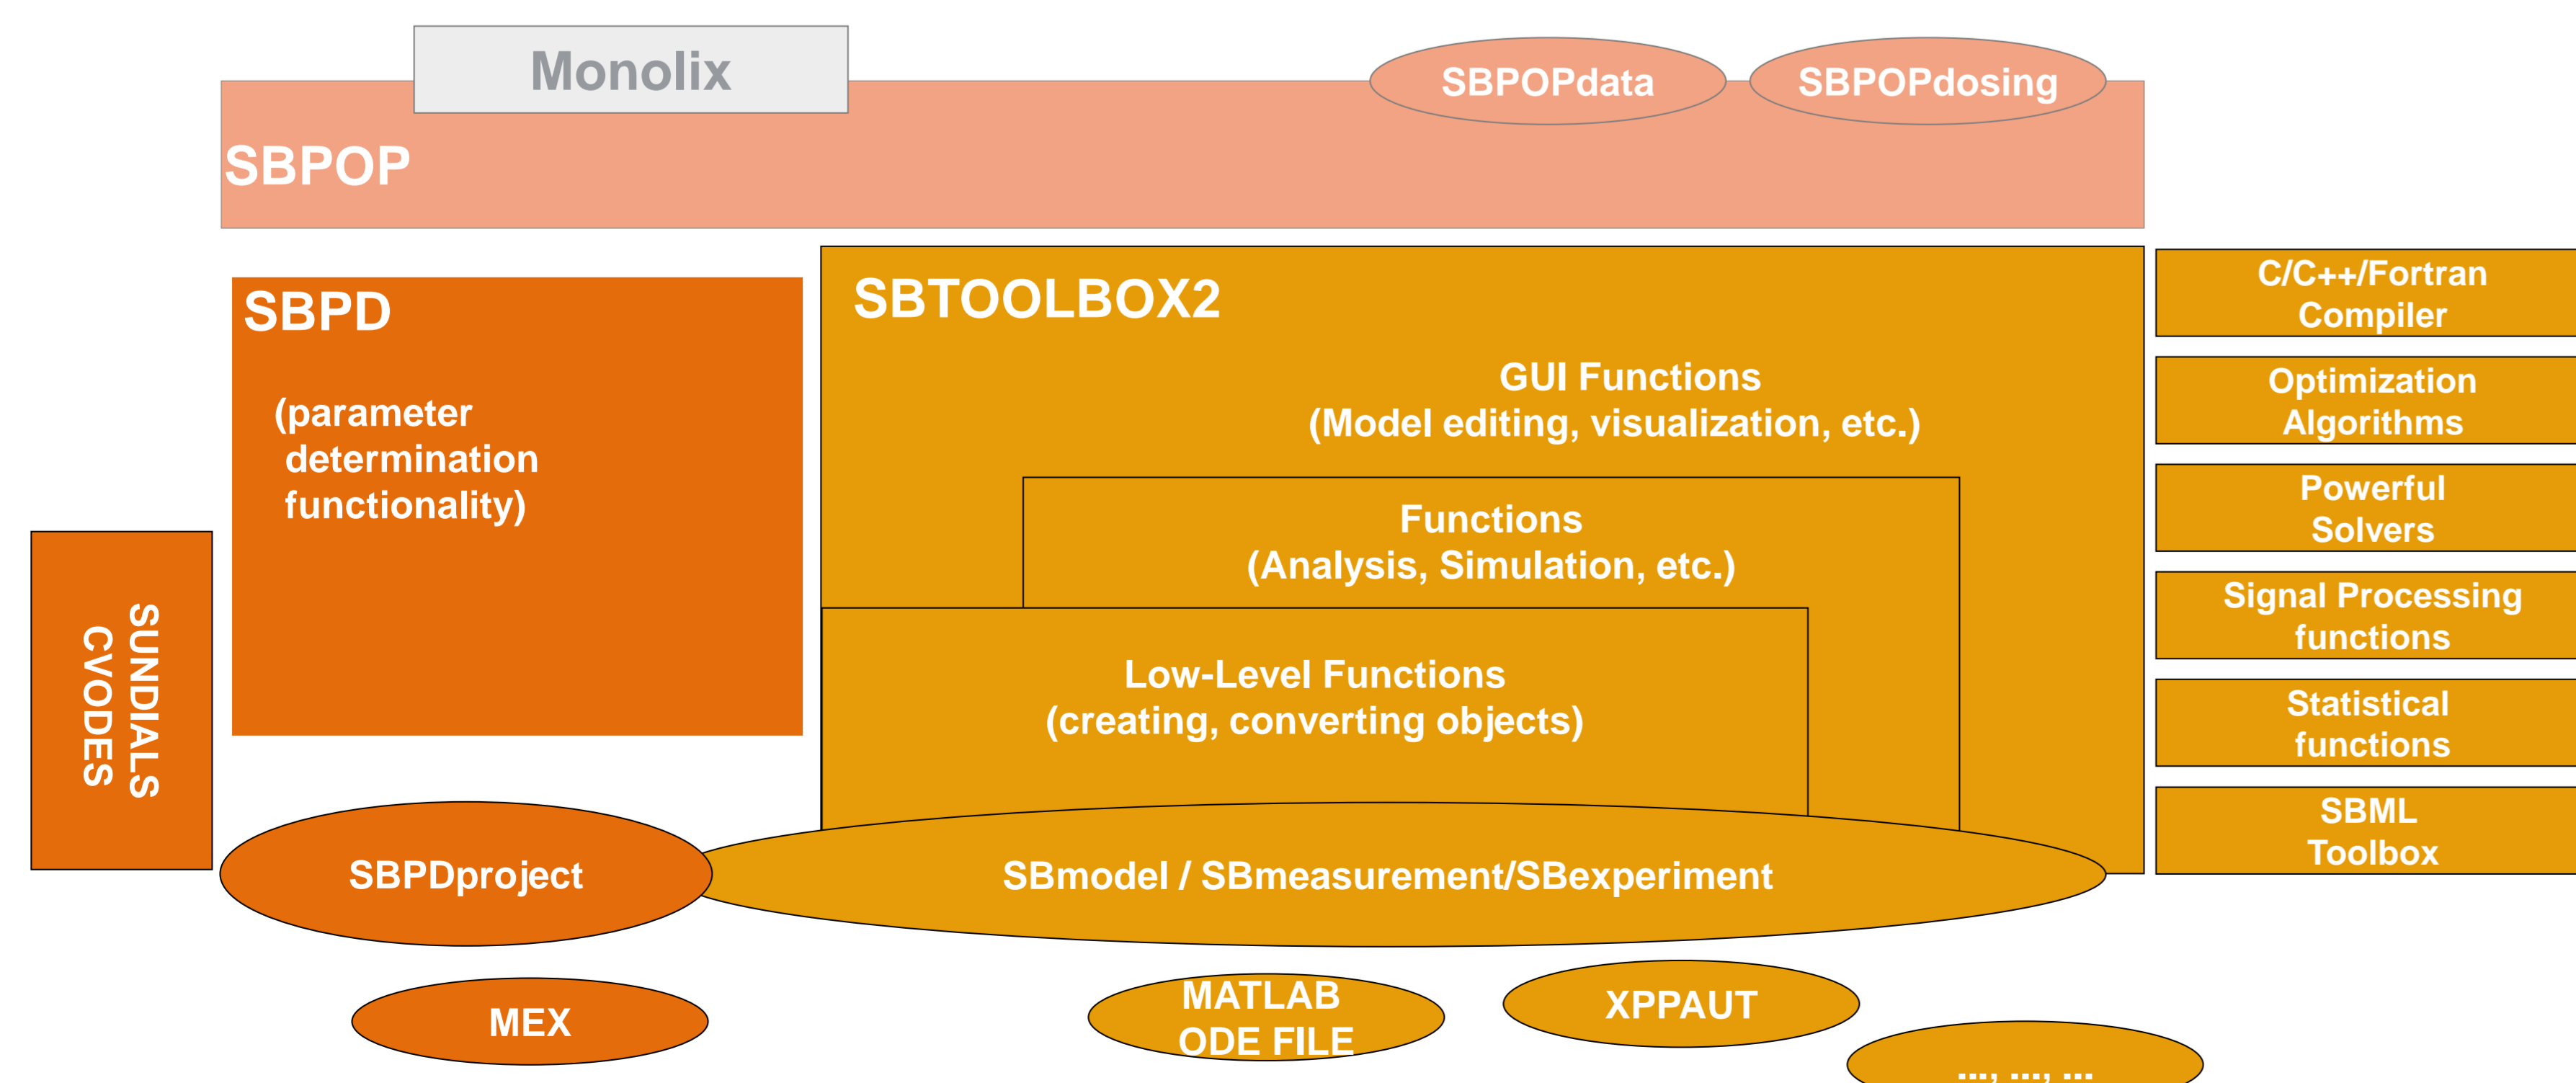 Monolix
SBPOPdata
SBPOPdosing
SBPOP
SBPD
(parameter
determination
functionality)
SUNDIALS
CVODES
SBTOOLBOX2
GUI Functions
(Model editing, visualization, etc.)
Functions
(Analysis, Simulation, etc.)
Low-Level Functions
(creating, converting objects)
C/C++/Fortran
Compiler
Optimization
Algorithms
Powerful
Solvers
Signal Processing
functions
Statistical
functions
SBML
Toolbox
SBPDproject
SBmodel / SBmeasurement/SBexperiment
MEX
MATLAB
ODE FILE
XPPAUT
..., ..., ...